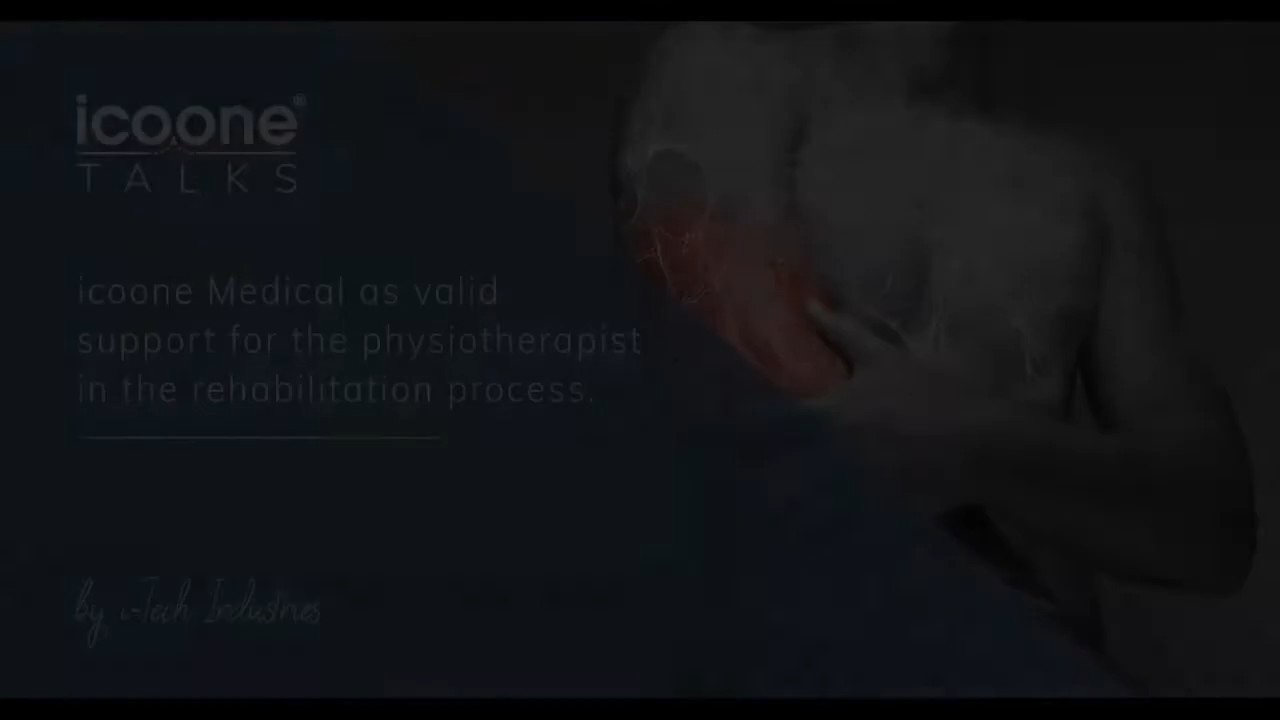 icoone®
TALKS
icoone Medical as valid
support for the physiotherapist
in the rehabilitation process.
by i-Tech Industries